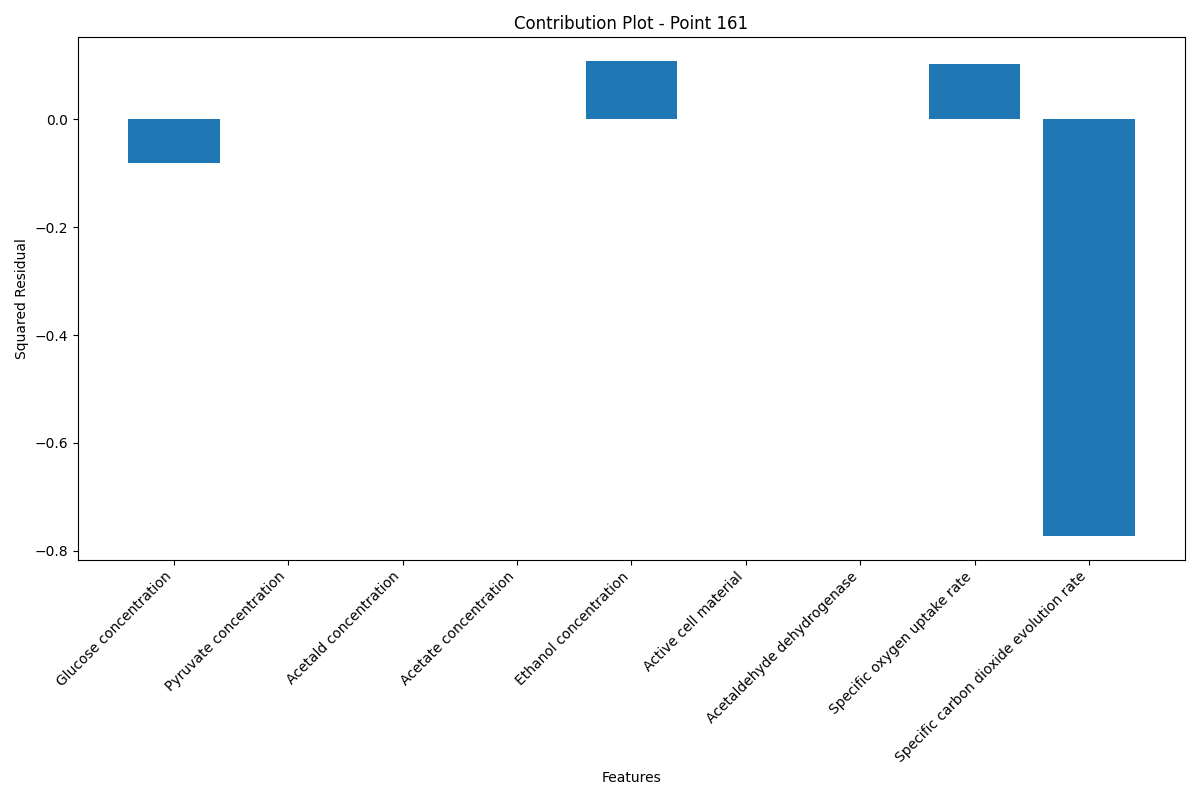 Contribution Plot - Point 161
Squared Residual
0.0
−0.2
−0.4
−0.6
−0.8
Glucose concentration
Pyruvate concentration
Acetald concentration
Acetate concentration
Ethanol concentration
Active cell material
Acetaldehyde dehydrogenase
Specific oxygen uptake rate
Specific carbon dioxide evolution rate
Features